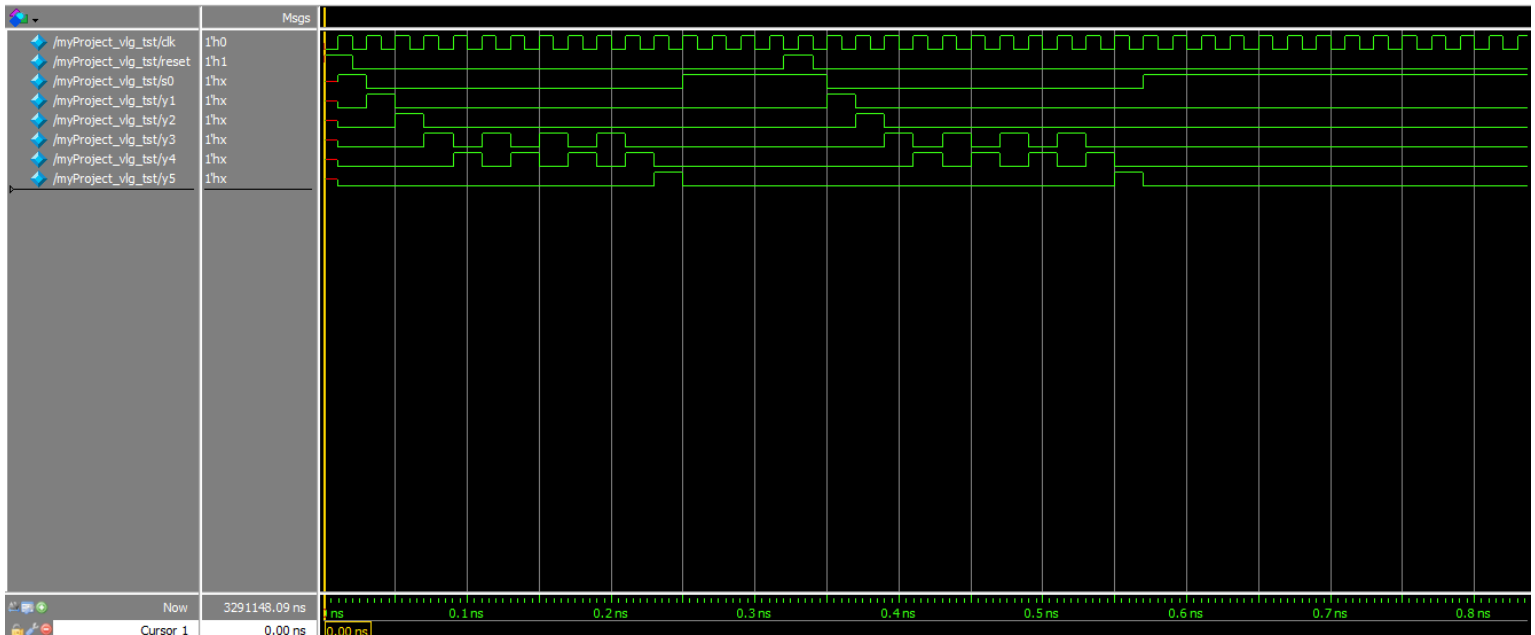 Msgs
/myProject_vlg_tst/clk 1'h0
/myProject_vlg_tst/reset 1'h1
/myProject_vlg_tst/s0 1'hx
/myProject_vlg_tst/y1 1'hx
/myProject_vlg_tst/y2 1'hx
/myProject_vlg_tst/y3 1'hx
/myProject_vlg_tst/y4 1'hx
/myProject_vlg_tst/y5 1'hx
Now 3291148.09 ns ns 0.1 ns 0.2 ns 0.3 ns 0.4 ns 0.5 ns 0.6 ns 0.7 ns 0.8 ns
Cursor 1 0.00 ns 0.00 ns